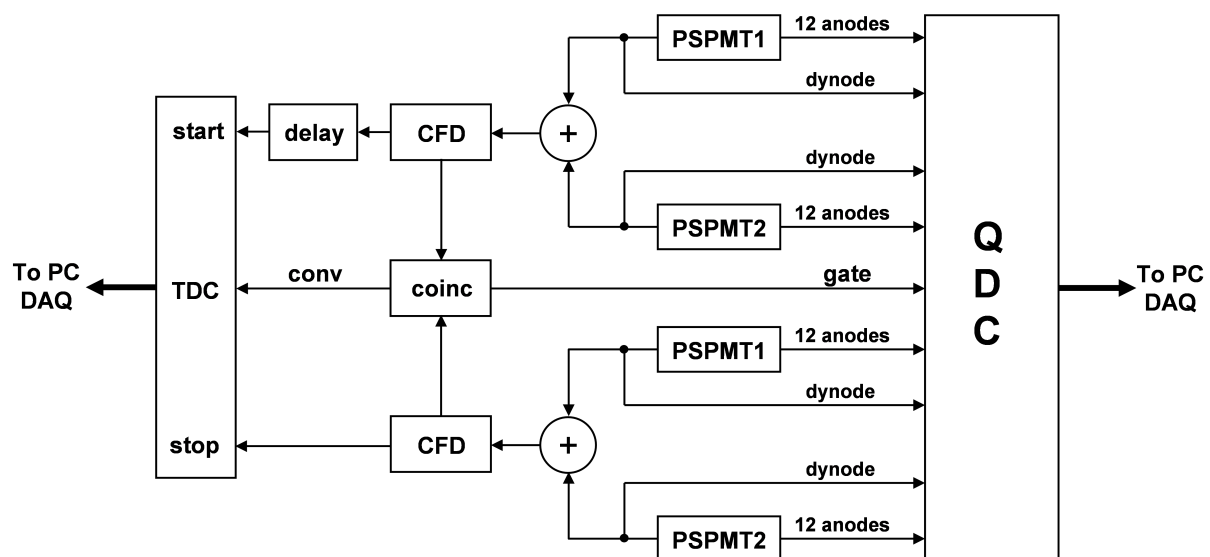 PSPMT1
12 anodes
dynode
start
delay
CFD
+
dynode
PSPMT2
12 anodes
To PC
DAQ
TDC
conv
coinc
gate
Q
D
C
To PC
DAQ
PSPMT1
12 anodes
dynode
stop
CFD
+
dynode
PSPMT2
12 anodes